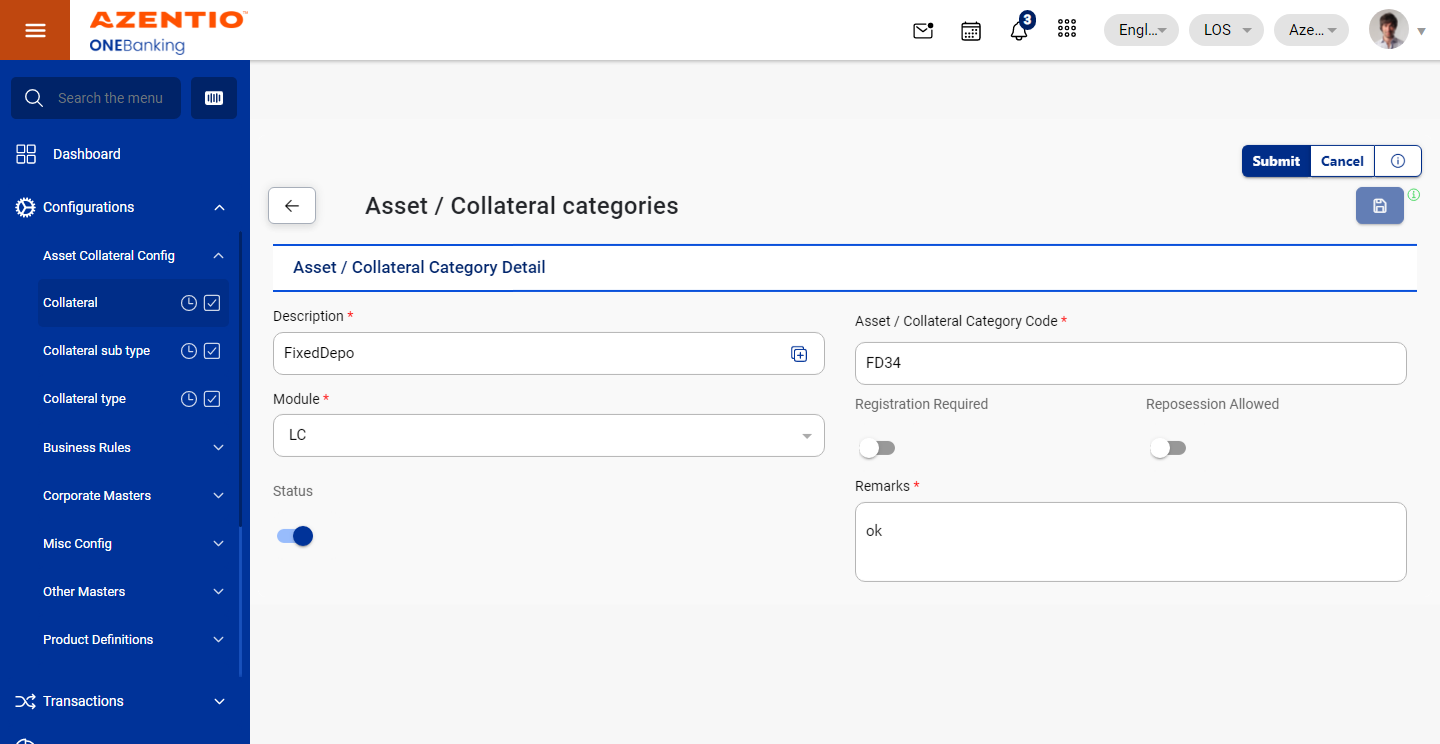 AZENTIO™
ONEBanking
3
Engl...
LOS
Aze...
Search the menu
Dashboard
Configurations
Asset Collateral Config
Collateral
Collateral sub type
Collateral type
Business Rules
Corporate Masters
Misc Config
Other Masters
Product Definitions
Transactions
Submit
Cancel
Asset / Collateral categories
Asset / Collateral Category Detail
Description *
FixedDepo
Asset / Collateral Category Code *
FD34
Module *
LC
Registration Required
Reposession Allowed
Status
Remarks *
ok